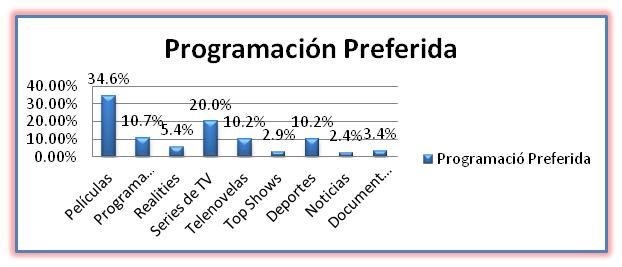 Programación Preferida
40.00%
30.00%
20.00%
10.00%
0.00%
34.6%
10.7%
5.4%
20.0%
10.2%
2.9%
10.2%
2.4%
3.4%
Películas
Programa...
Realities
Series de TV
Telenovelas
Top Shows
Deportes
Noticias
Document...
Programació Preferida